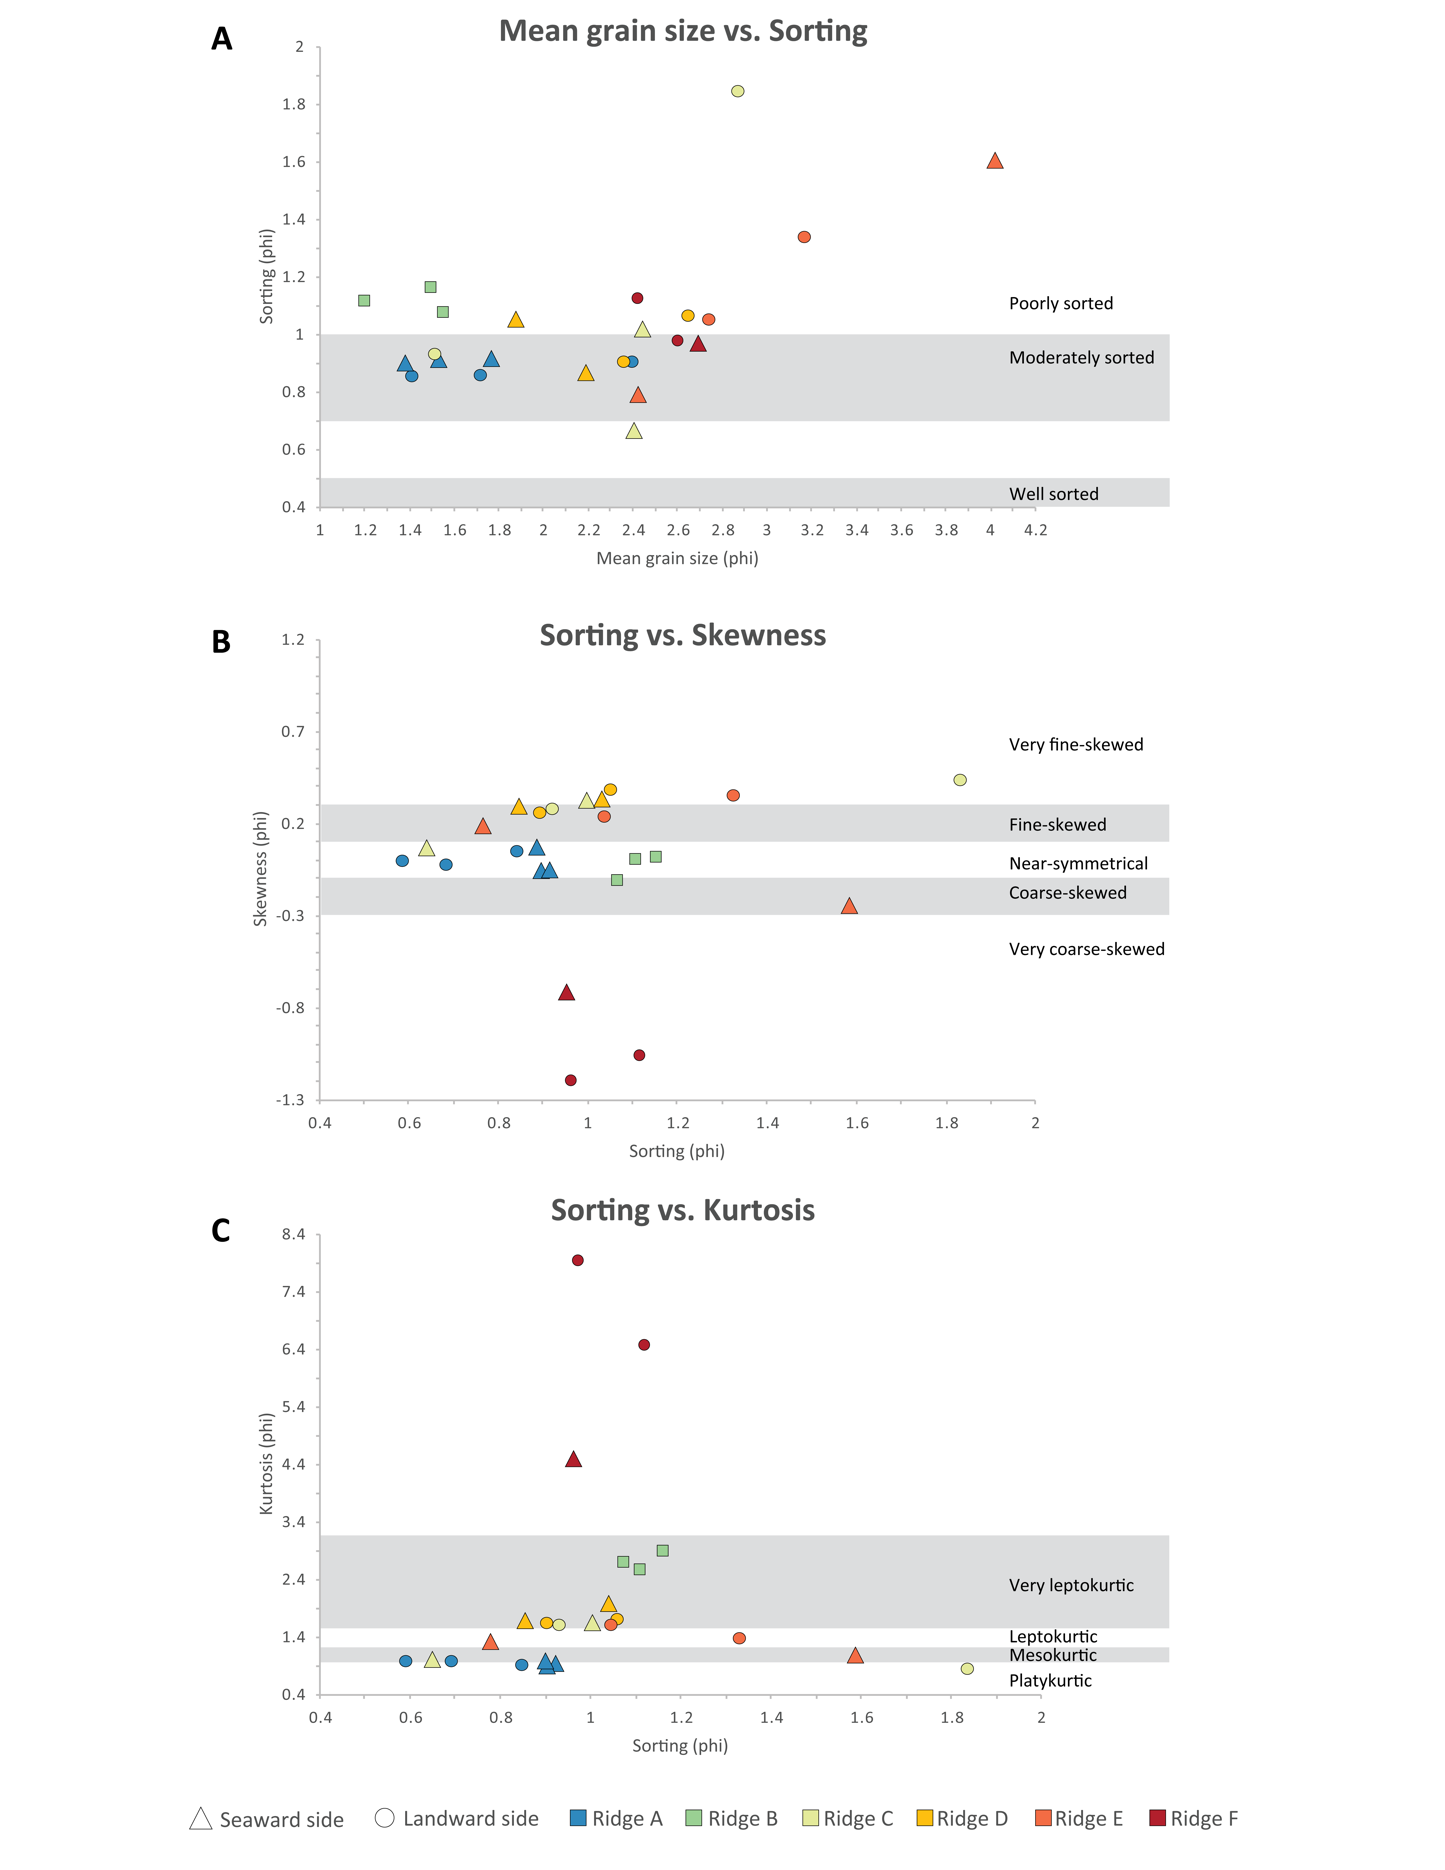 A
Mean grain size vs. Sorting
2
1.8
1.6
1.4
1.2
1
0.8
0.6
0.4
Sorting (phi)
Poorly sorted
Moderately sorted
Well sorted
1 1.2 1.4 1.6 1.8 2 2.2 2.4 2.6 2.8 3 3.2 3.4 3.6 3.8 4 4.2
Mean grain size (phi)
B
Sorting vs. Skewness
1.2
0.7
0.2
-0.3
-0.8
-1.3
Skewness (phi)
Very fine-skewed
Fine-skewed
Near-symmetrical
Coarse-skewed
Very coarse-skewed
0.4 0.6 0.8 1 1.2 1.4 1.6 1.8 2
Sorting (phi)
C
Sorting vs. Kurtosis
8.4
7.4
6.4
5.4
4.4
3.4
2.4
1.4
0.4
Kurtosis (phi)
Very leptokurtic
Leptokurtic
Mesokurtic
Platykurtic
0.4 0.6 0.8 1 1.2 1.4 1.6 1.8 2
Sorting (phi)
Seaward side Landward side Ridge A Ridge B Ridge C Ridge D Ridge E Ridge F